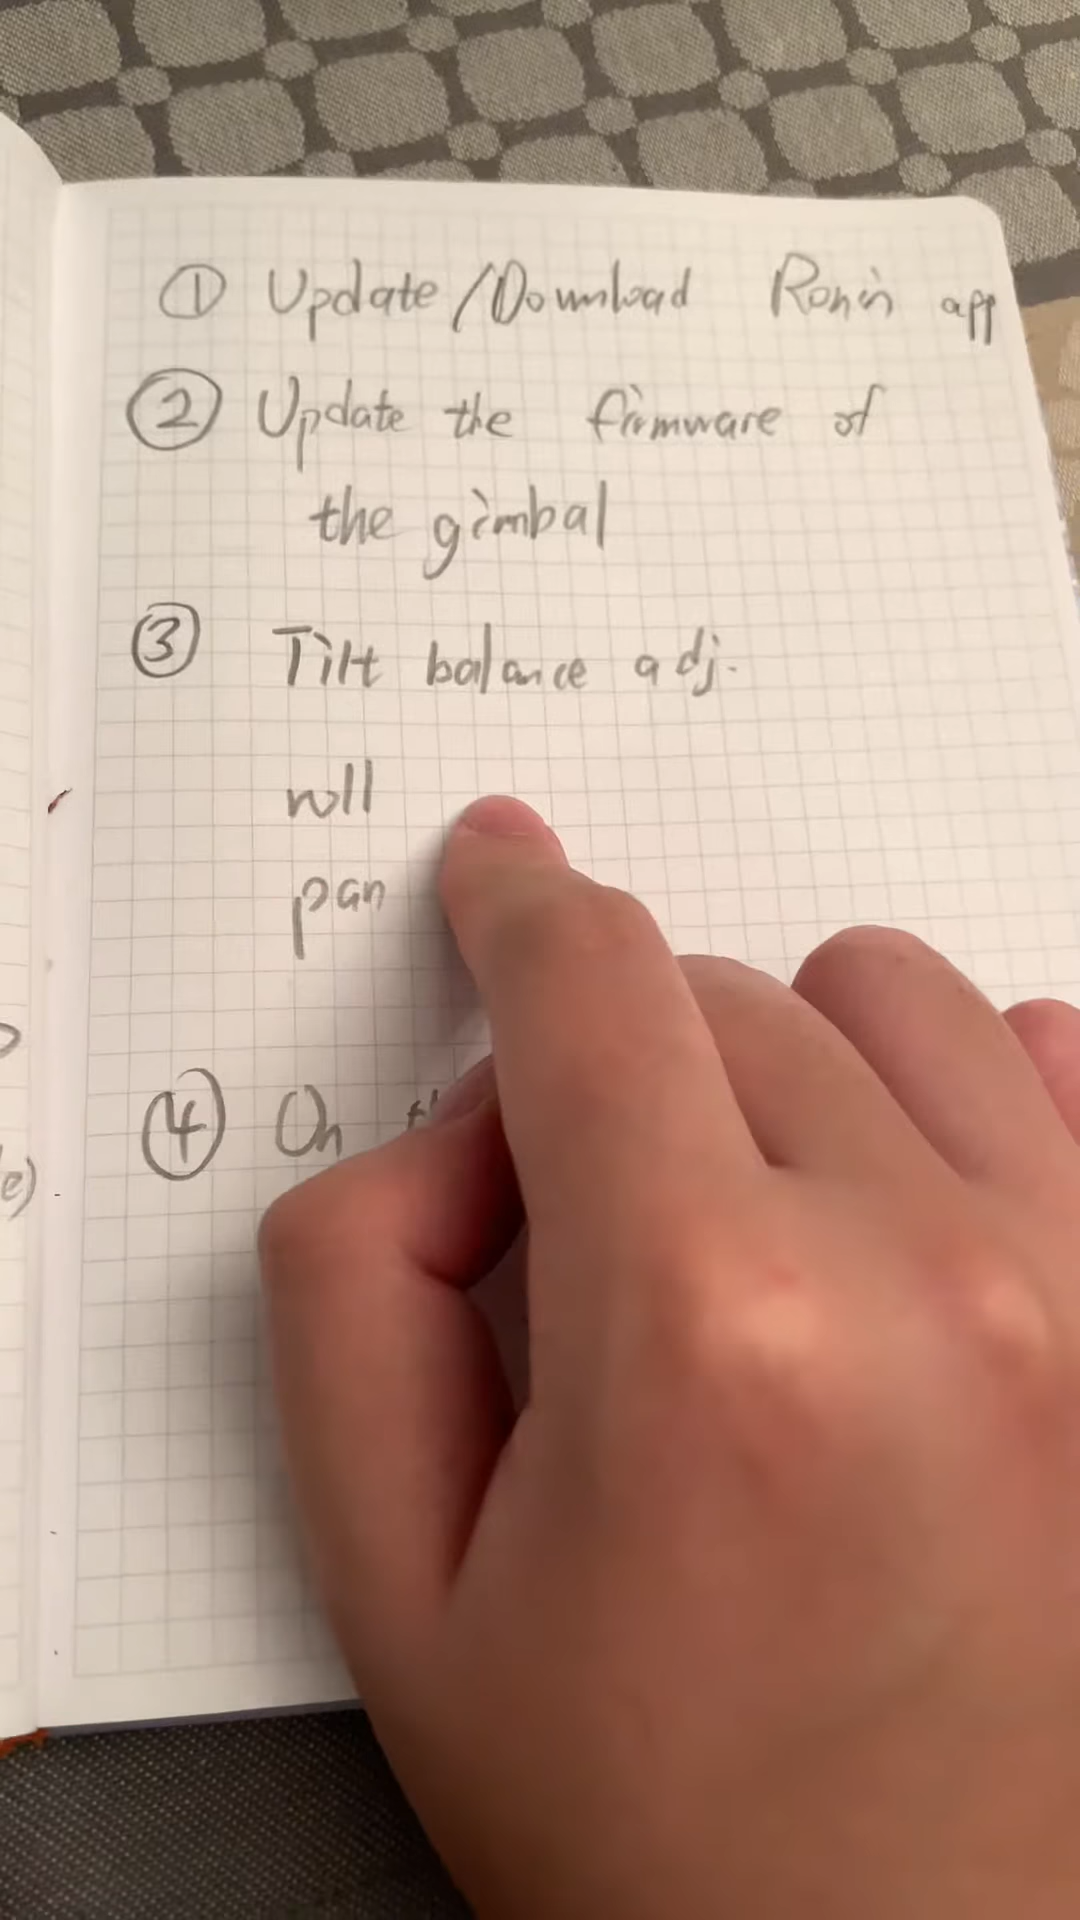 ① Update/Download Ronin app
② Update the firmware of
the gimbal
③ Tilt balance adj.
roll
pan
④ On
e)